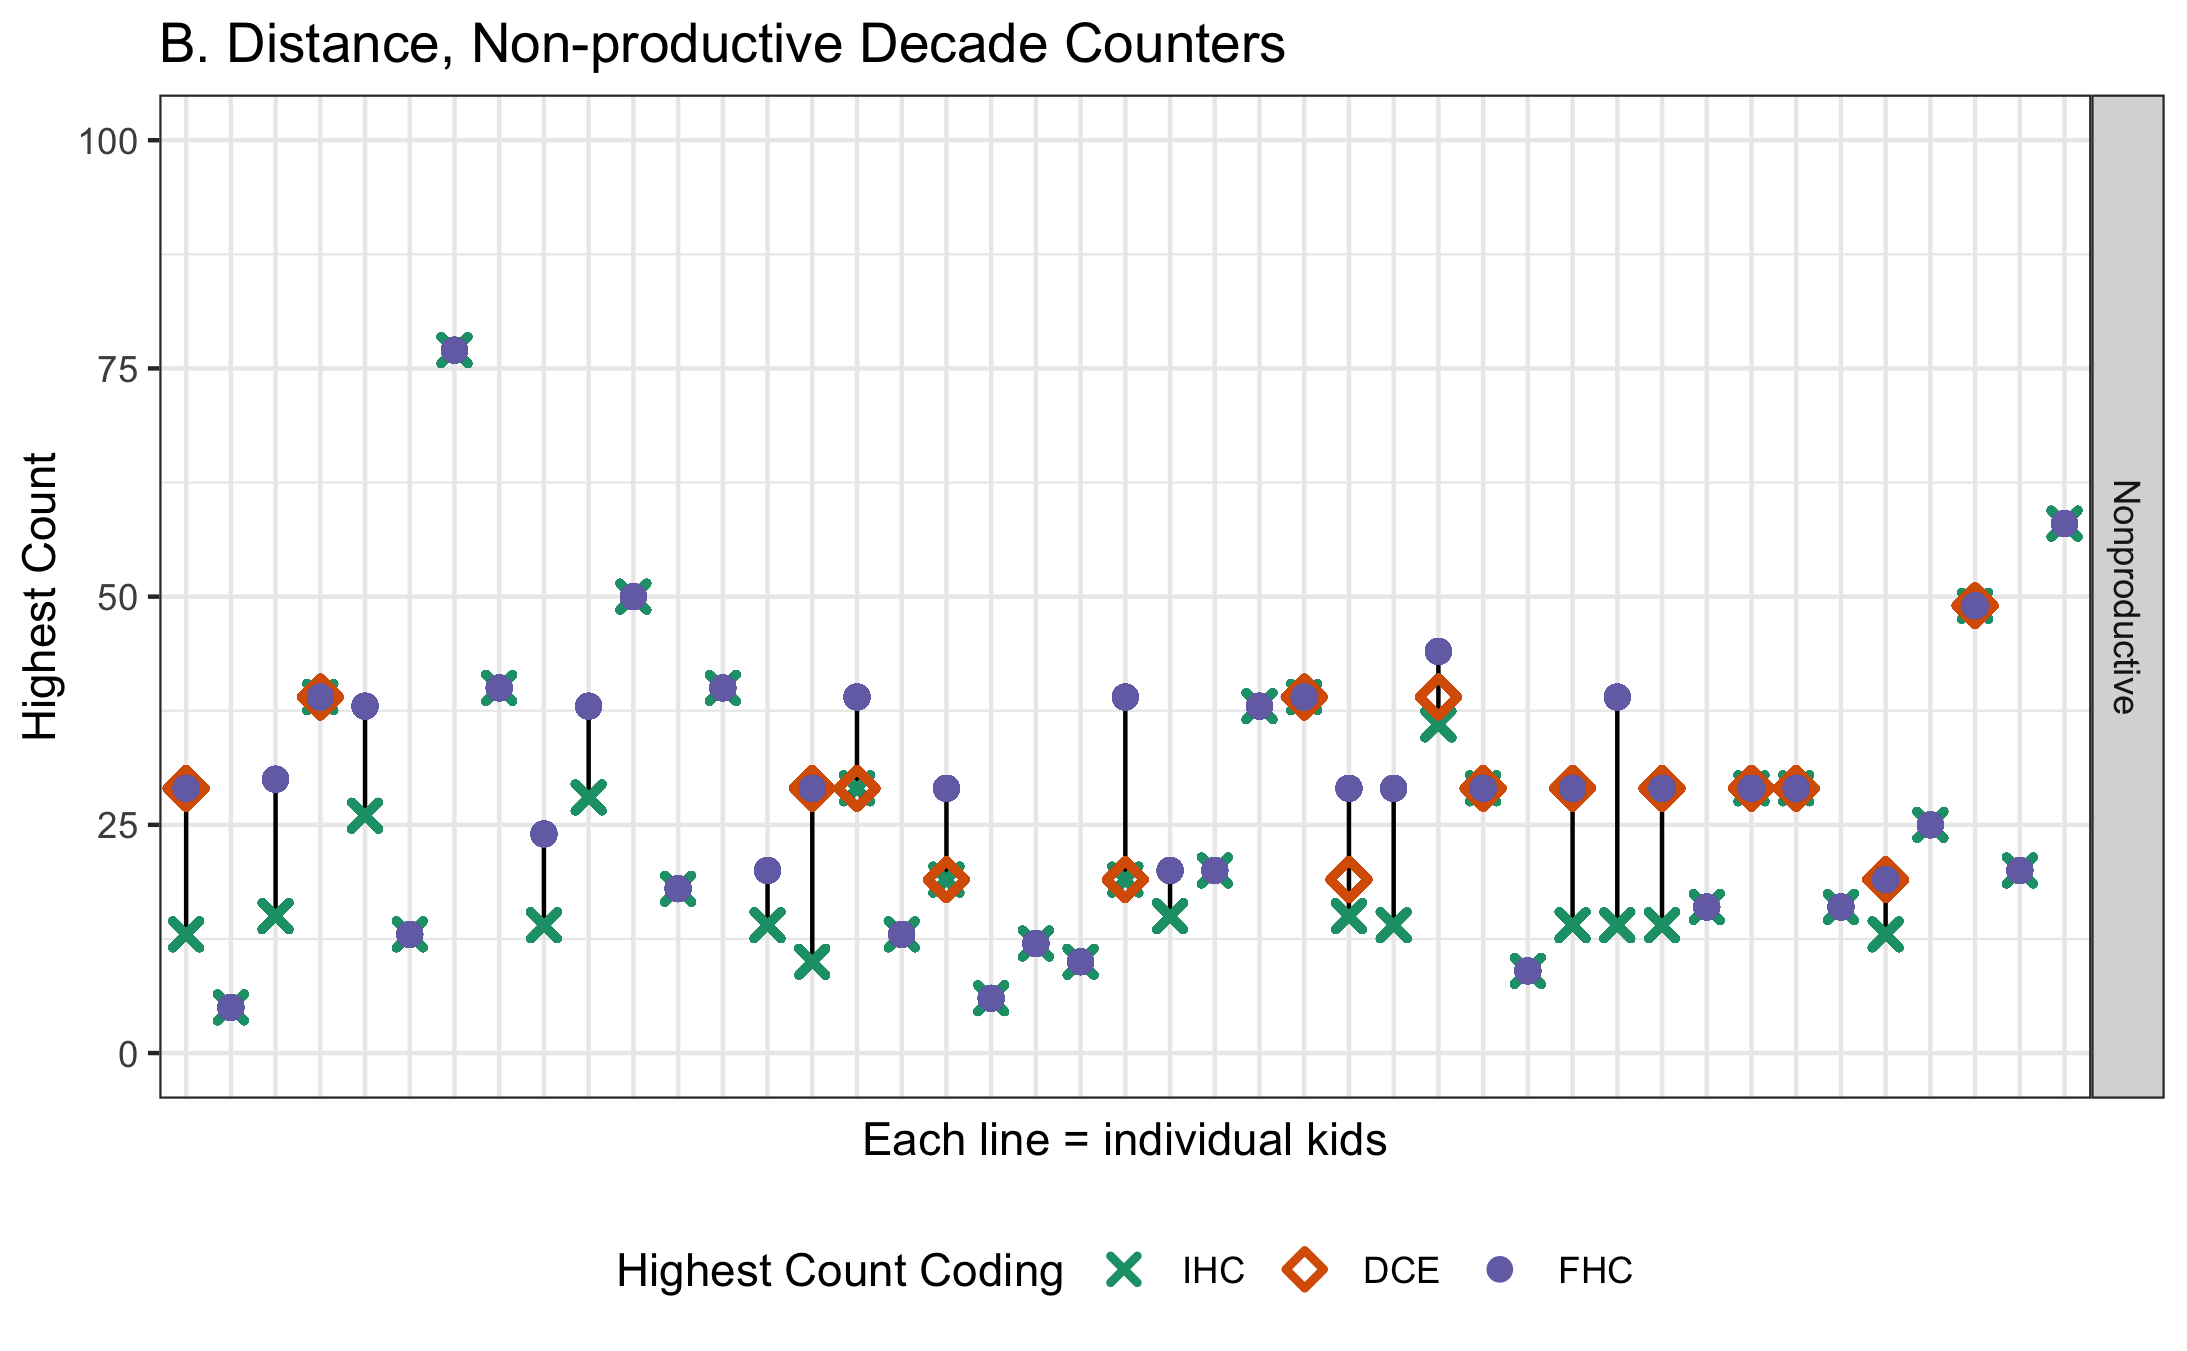 B. Distance, Non-productive Decade Counters
100
75
50
25
0
Highest Count
Nonproductive
Each line = individual kids
Highest Count Coding IHC DCE FHC